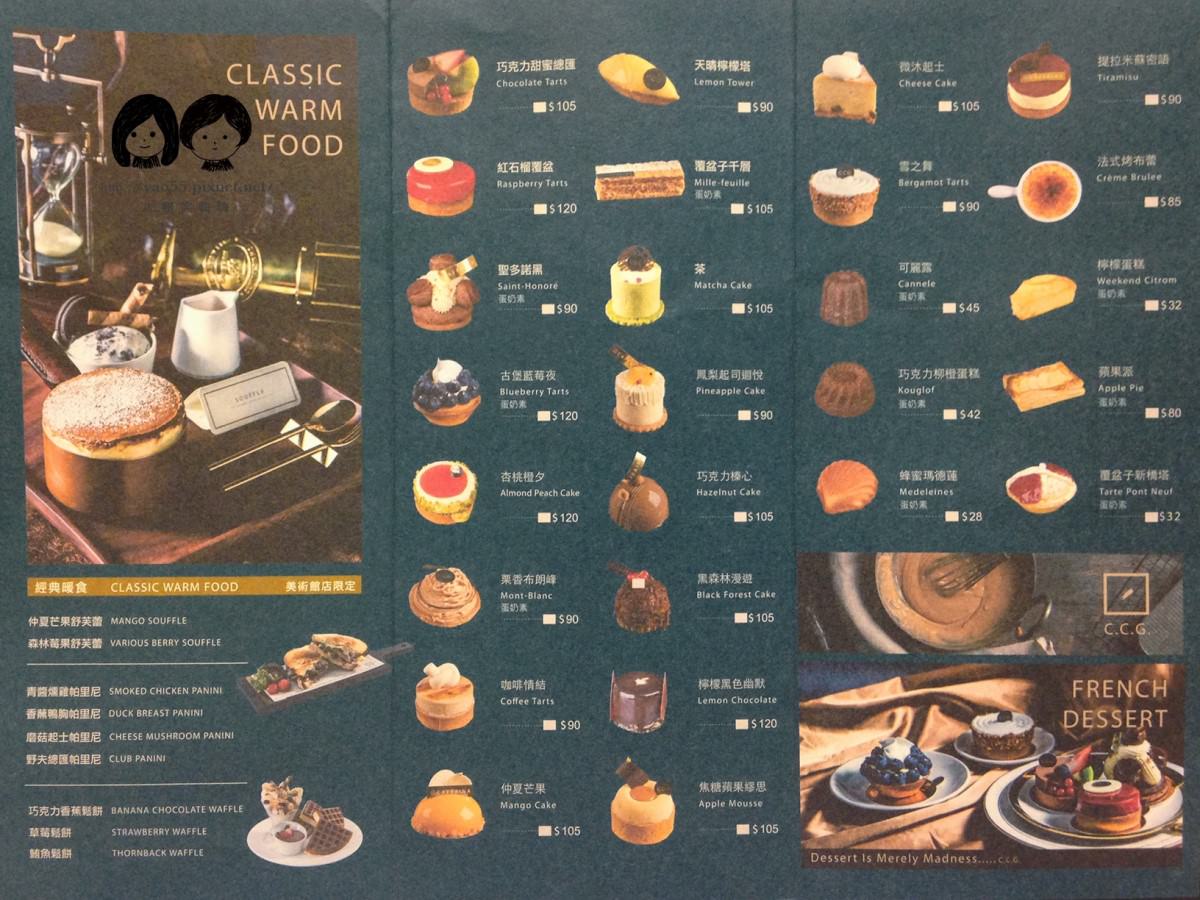 CLASSIC
WARM
FOOD
http://yao55.pixnet.net/
SOUFFLE
經典暖食 CLASSIC WARM FOOD 美術館店限定
仲夏芒果舒芙蕾 MANGO SOUFFLE
森林莓果舒芙蕾 VARIOUS BERRY SOUFFLE
青醬燻雞帕里尼 SMOKED CHICKEN PANINI
香蕉鴨胸帕里尼 DUCK BREAST PANINI
磨菇起士帕里尼 CHEESE MUSHROOM PANINI
野夫總匯帕里尼 CLUB PANINI
巧克力香蕉鬆餅 BANANA CHOCOLATE WAFFLE
草莓鬆餅 STRAWBERRY WAFFLE
鮪魚鬆餅 THORNBACK WAFFLE
巧克力甜蜜總匯
Chocolate Tarts
$105
紅石榴覆盆
Raspberry Tarts
$120
聖多諾黑
Saint-Honoré
蛋奶素
$90
古堡藍莓夜
Blueberry Tarts
蛋奶素
$120
杏桃橙夕
Almond Peach Cake
$120
栗香布朗峰
Mont-Blanc
蛋奶素
$90
咖啡情結
Coffee Tarts
$90
仲夏芒果
Mango Cake
$105
天晴檸檬塔
Lemon Tower
$90
覆盆子千層
Mille-feuille
蛋奶素
$105
茶
Matcha Cake
$105
鳳梨起司迴悅
Pineapple Cake
$90
巧克力榛心
Hazelnut Cake
$105
黑森林漫遊
Black Forest Cake
$105
檸檬黑色幽默
Lemon Chocolate
$120
焦糖蘋果繆思
Apple Mousse
$105
微沐起士
Cheese Cake
$105
雪之舞
Bergamot Tarts
$90
可麗露
Cannele
蛋奶素
$45
巧克力柳橙蛋糕
Kouglof
蛋奶素
$42
蜂蜜瑪德蓮
Medeleines
蛋奶素
$28
提拉米蘇密語
Tiramisu
$90
法式烤布蕾
Crème Brulee
$85
檸檬蛋糕
Weekend Citrom
蛋奶素
$32
蘋果派
Apple Pie
蛋奶素
$80
覆盆子新橋塔
Tarte Pont Neuf
蛋奶素
$32
C.C.G.
FRENCH
DESSERT
Dessert Is Merely Madness.....C.C.G.